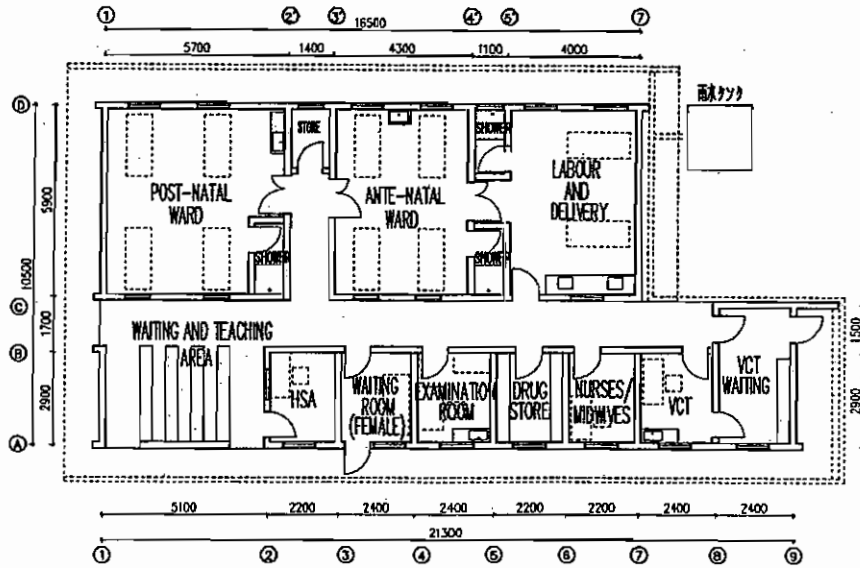 ① ②' ③' ④' ⑤' ⑦
16500
5700 1400 4300 1100 4000
Ⓓ
雨水タンク
STORE
SHOWER
POST-NATAL
WARD
ANTE-NATAL
WARD
LABOUR
AND
DELIVERY
5900
10500
SHOWER
SHOWER
Ⓒ
1700
1500
WAITING AND TEACHING
AREA
Ⓑ
HSA
WAITING
ROOM
(FEMALE)
EXAMINATION
ROOM
DRUG
STORE
NURSES/
MIDWIVES
VCT
VCT
WAITING
2900
2900
Ⓐ
5100 2200 2400 2400 2200 2200 2400 2400
21300
① ② ③ ④ ⑤ ⑥ ⑦ ⑧ ⑨